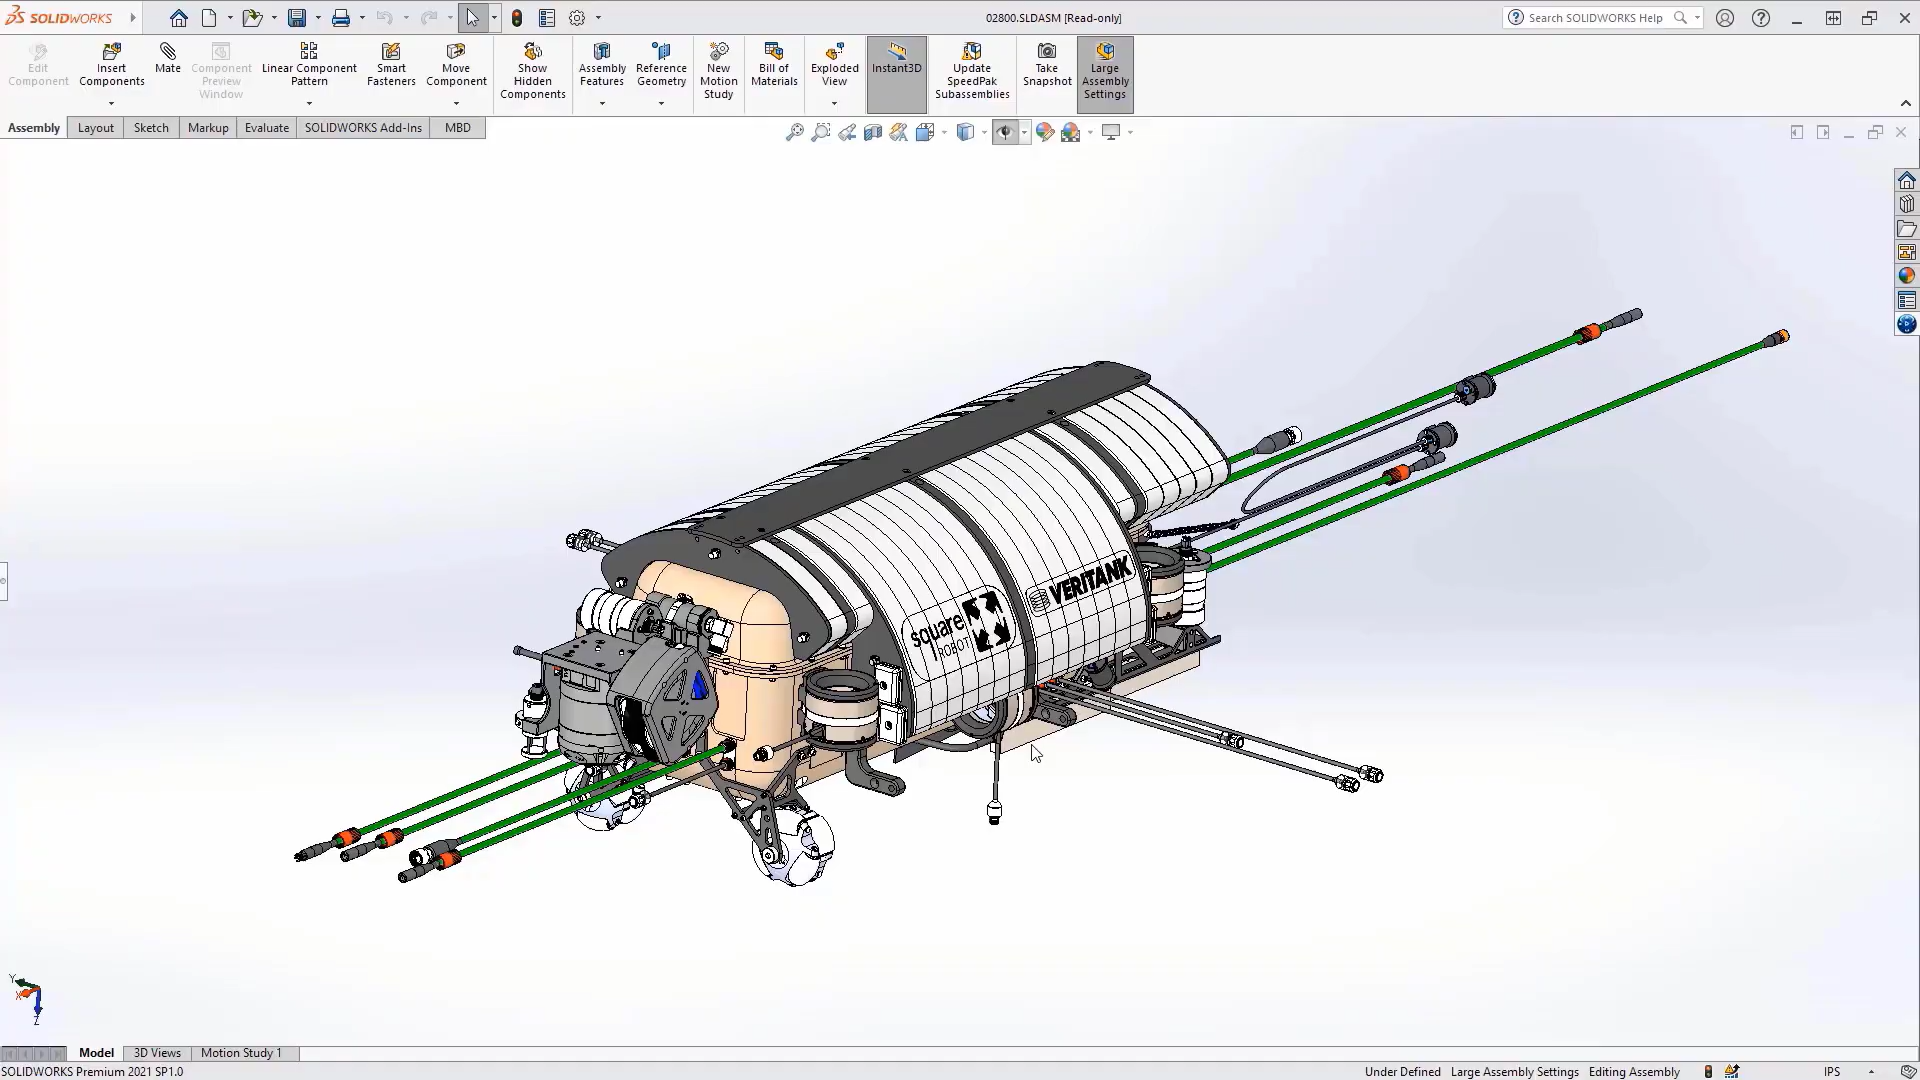 SOLIDWORKS
02800.SLDASM [Read-only]
Search SOLIDWORKS Help
Edit
Component
Insert
Components
Mate
Component
Preview
Window
Linear Component
Pattern
Smart
Fasteners
Move
Component
Show
Hidden
Components
Assembly
Features
Reference
Geometry
New
Motion
Study
Bill of
Materials
Exploded
View
Instant3D
Update
SpeedPak
Subassemblies
Take
Snapshot
Large
Assembly
Settings
Assembly
Layout
Sketch
Markup
Evaluate
SOLIDWORKS Add-Ins
MBD
square
ROBOT
VERITANK
Y
X
Z
Model
3D Views
Motion Study 1
SOLIDWORKS Premium 2021 SP1.0
Under Defined
Large Assembly Settings
Editing Assembly
IPS